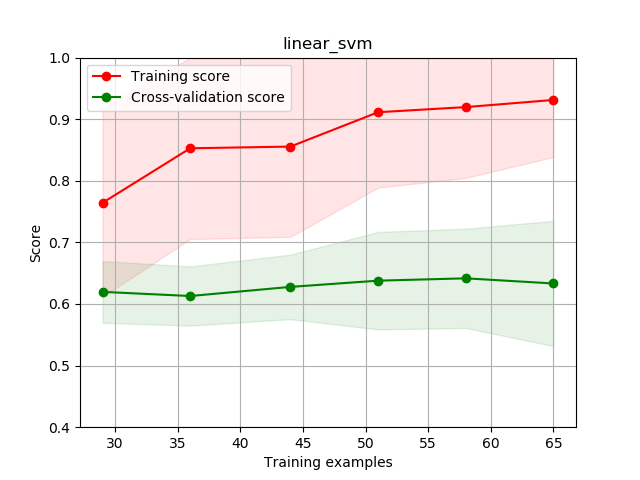 linear_svm
Training score
Cross-validation score
1.0
0.9
0.8
0.7
0.6
0.5
0.4
Score
30 35 40 45 50 55 60 65
Training examples